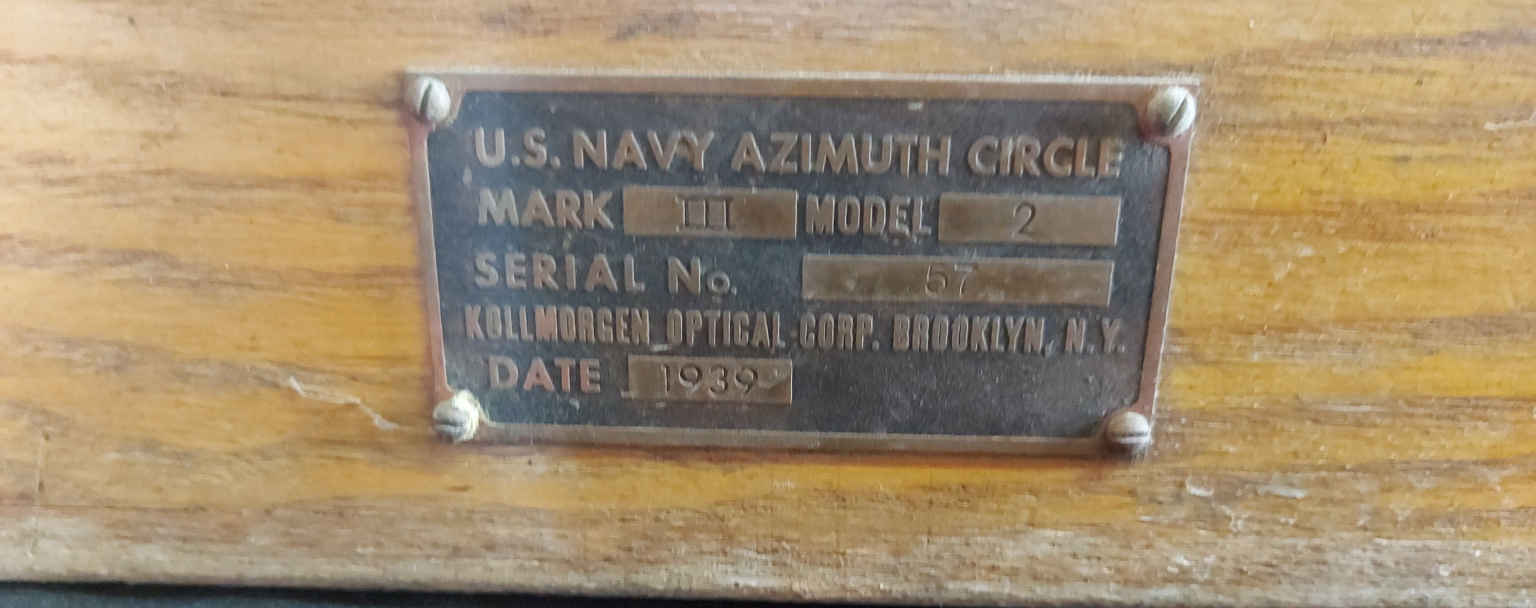 U.S. NAVY AZIMUTH CIRCLE
MARK III MODEL 2
SERIAL No. 57
KOLLMORGEN OPTICAL CORP. BROOKLYN, N.Y.
DATE 1939